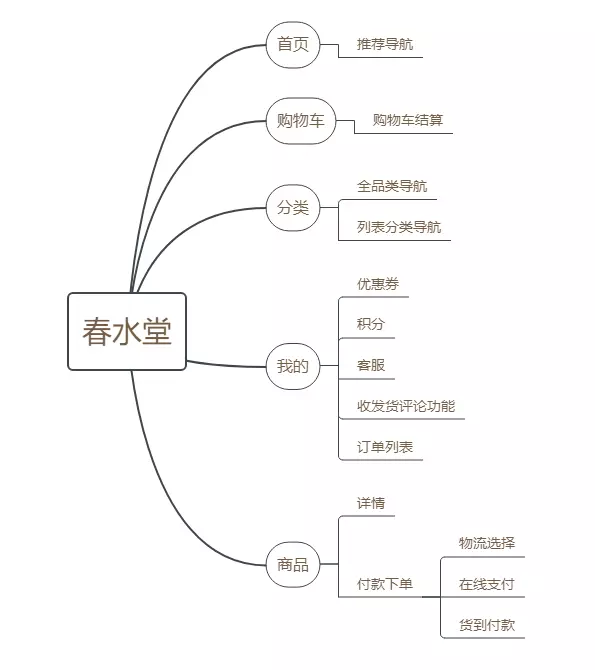 首页
推荐导航
购物车
购物车结算
分类
全品类导航
列表分类导航
春水堂
我的
优惠券
积分
客服
收发货评论功能
订单列表
商品
详情
付款下单
物流选择
在线支付
货到付款